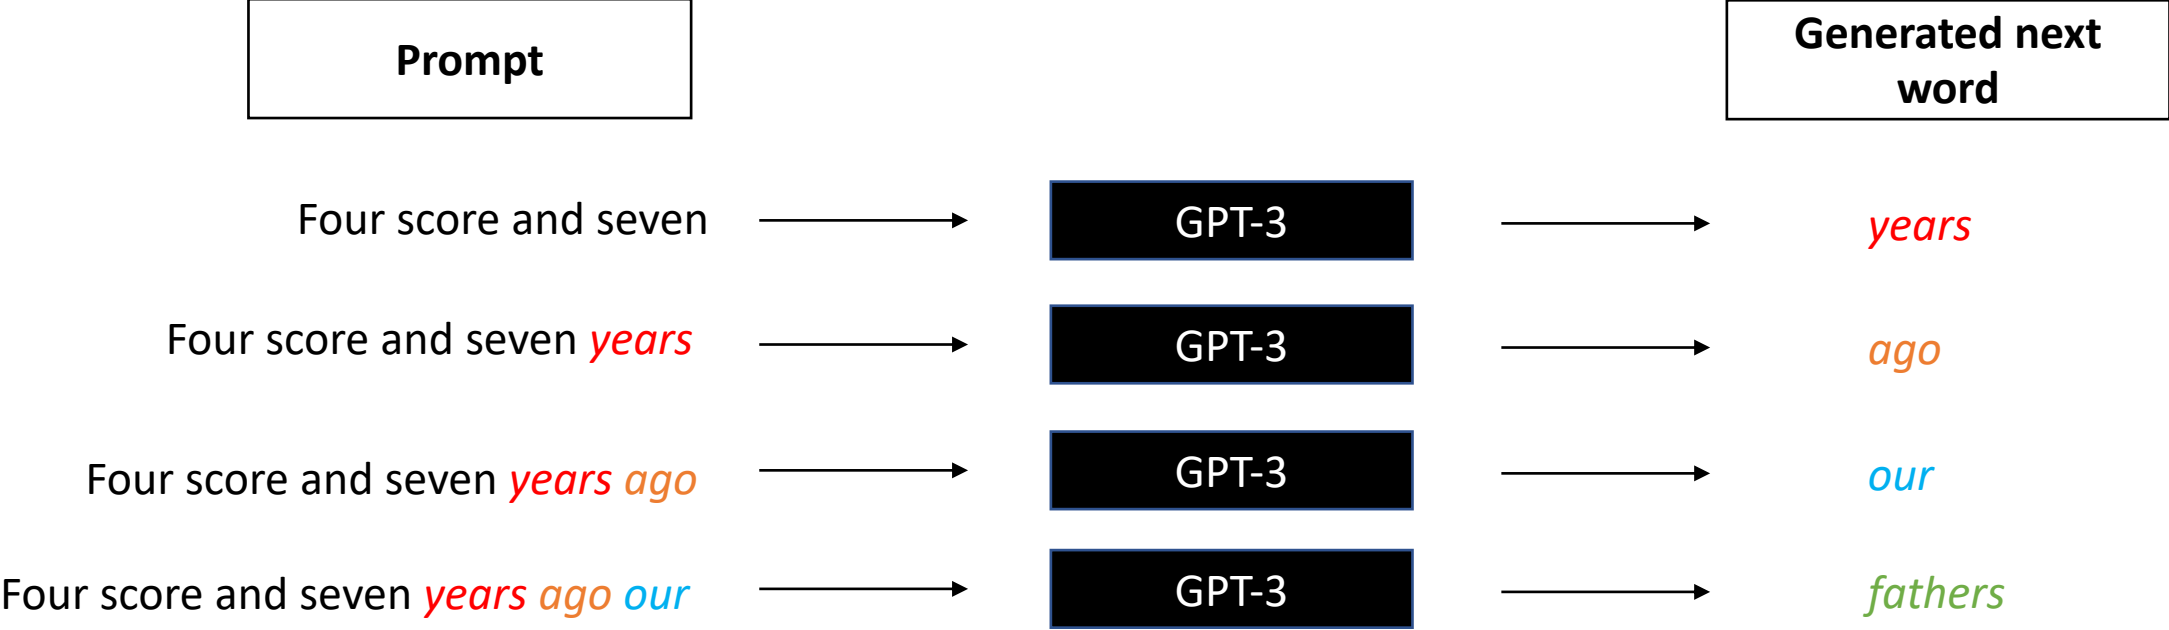 Prompt
Generated next
word
Four score and seven
GPT-3
years
Four score and seven years
GPT-3
ago
Four score and seven years ago
GPT-3
our
Four score and seven years ago our
GPT-3
fathers